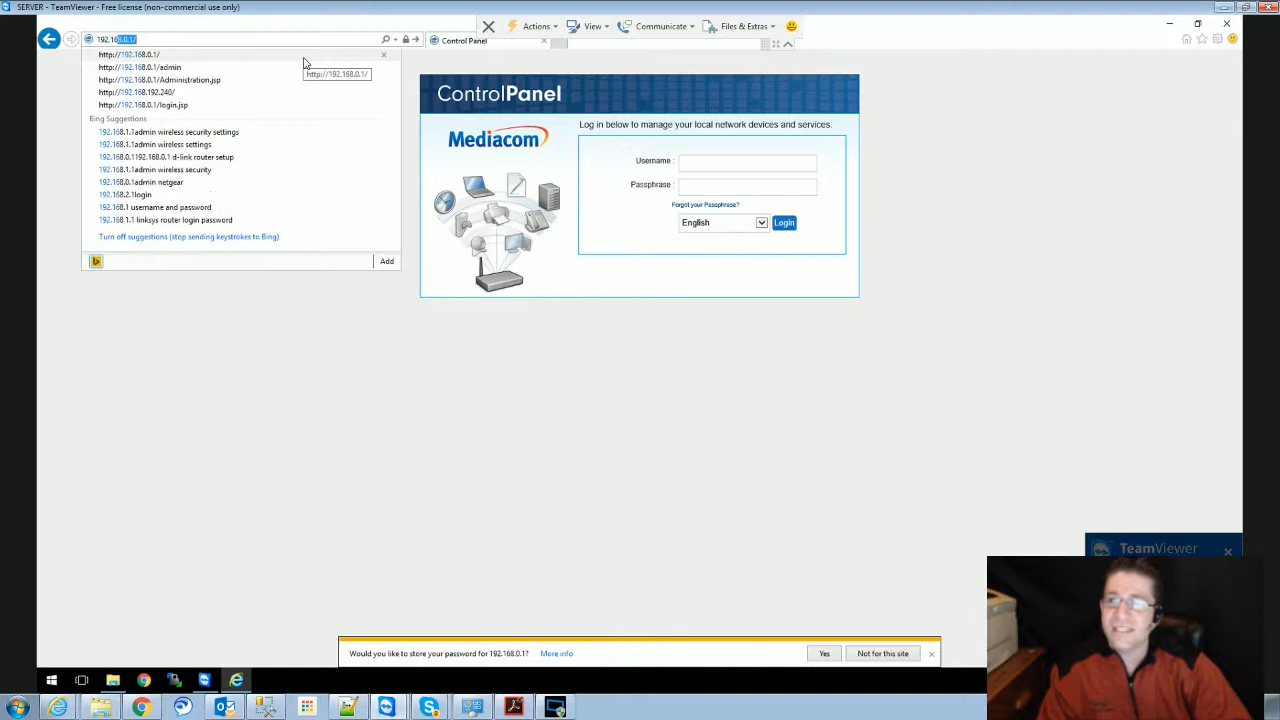 SERVER - TeamViewer - Free license (non-commercial use only)
Actions
View
Communicate
Files & Extras
192.168.0.1/
Control Panel
http://192.168.0.1/
http://192.168.0.1/
http://192.168.0.1/admin
http://192.168.0.1/Administration.jsp
http://192.168.192.240/
http://192.168.0.1/login.jsp
Bing Suggestions
192.168.1.1admin wireless security settings
192.168.1.1admin wireless settings
192.168.0.1192.168.0.1 d-link router setup
192.168.1.1admin wireless security
192.168.0.1admin netgear
192.168.2.1login
192.168.1.1 username and password
192.168.1.1 linksys router login password
Turn off suggestions (stop sending keystrokes to Bing)
Add
ControlPanel
Mediacom
Log in below to manage your local network devices and services.
Username :
Passphrase :
Forgot your Passphrase?
English
Login
TeamViewer
Would you like to store your password for 192.168.0.1?
More info
Yes
Not for this site